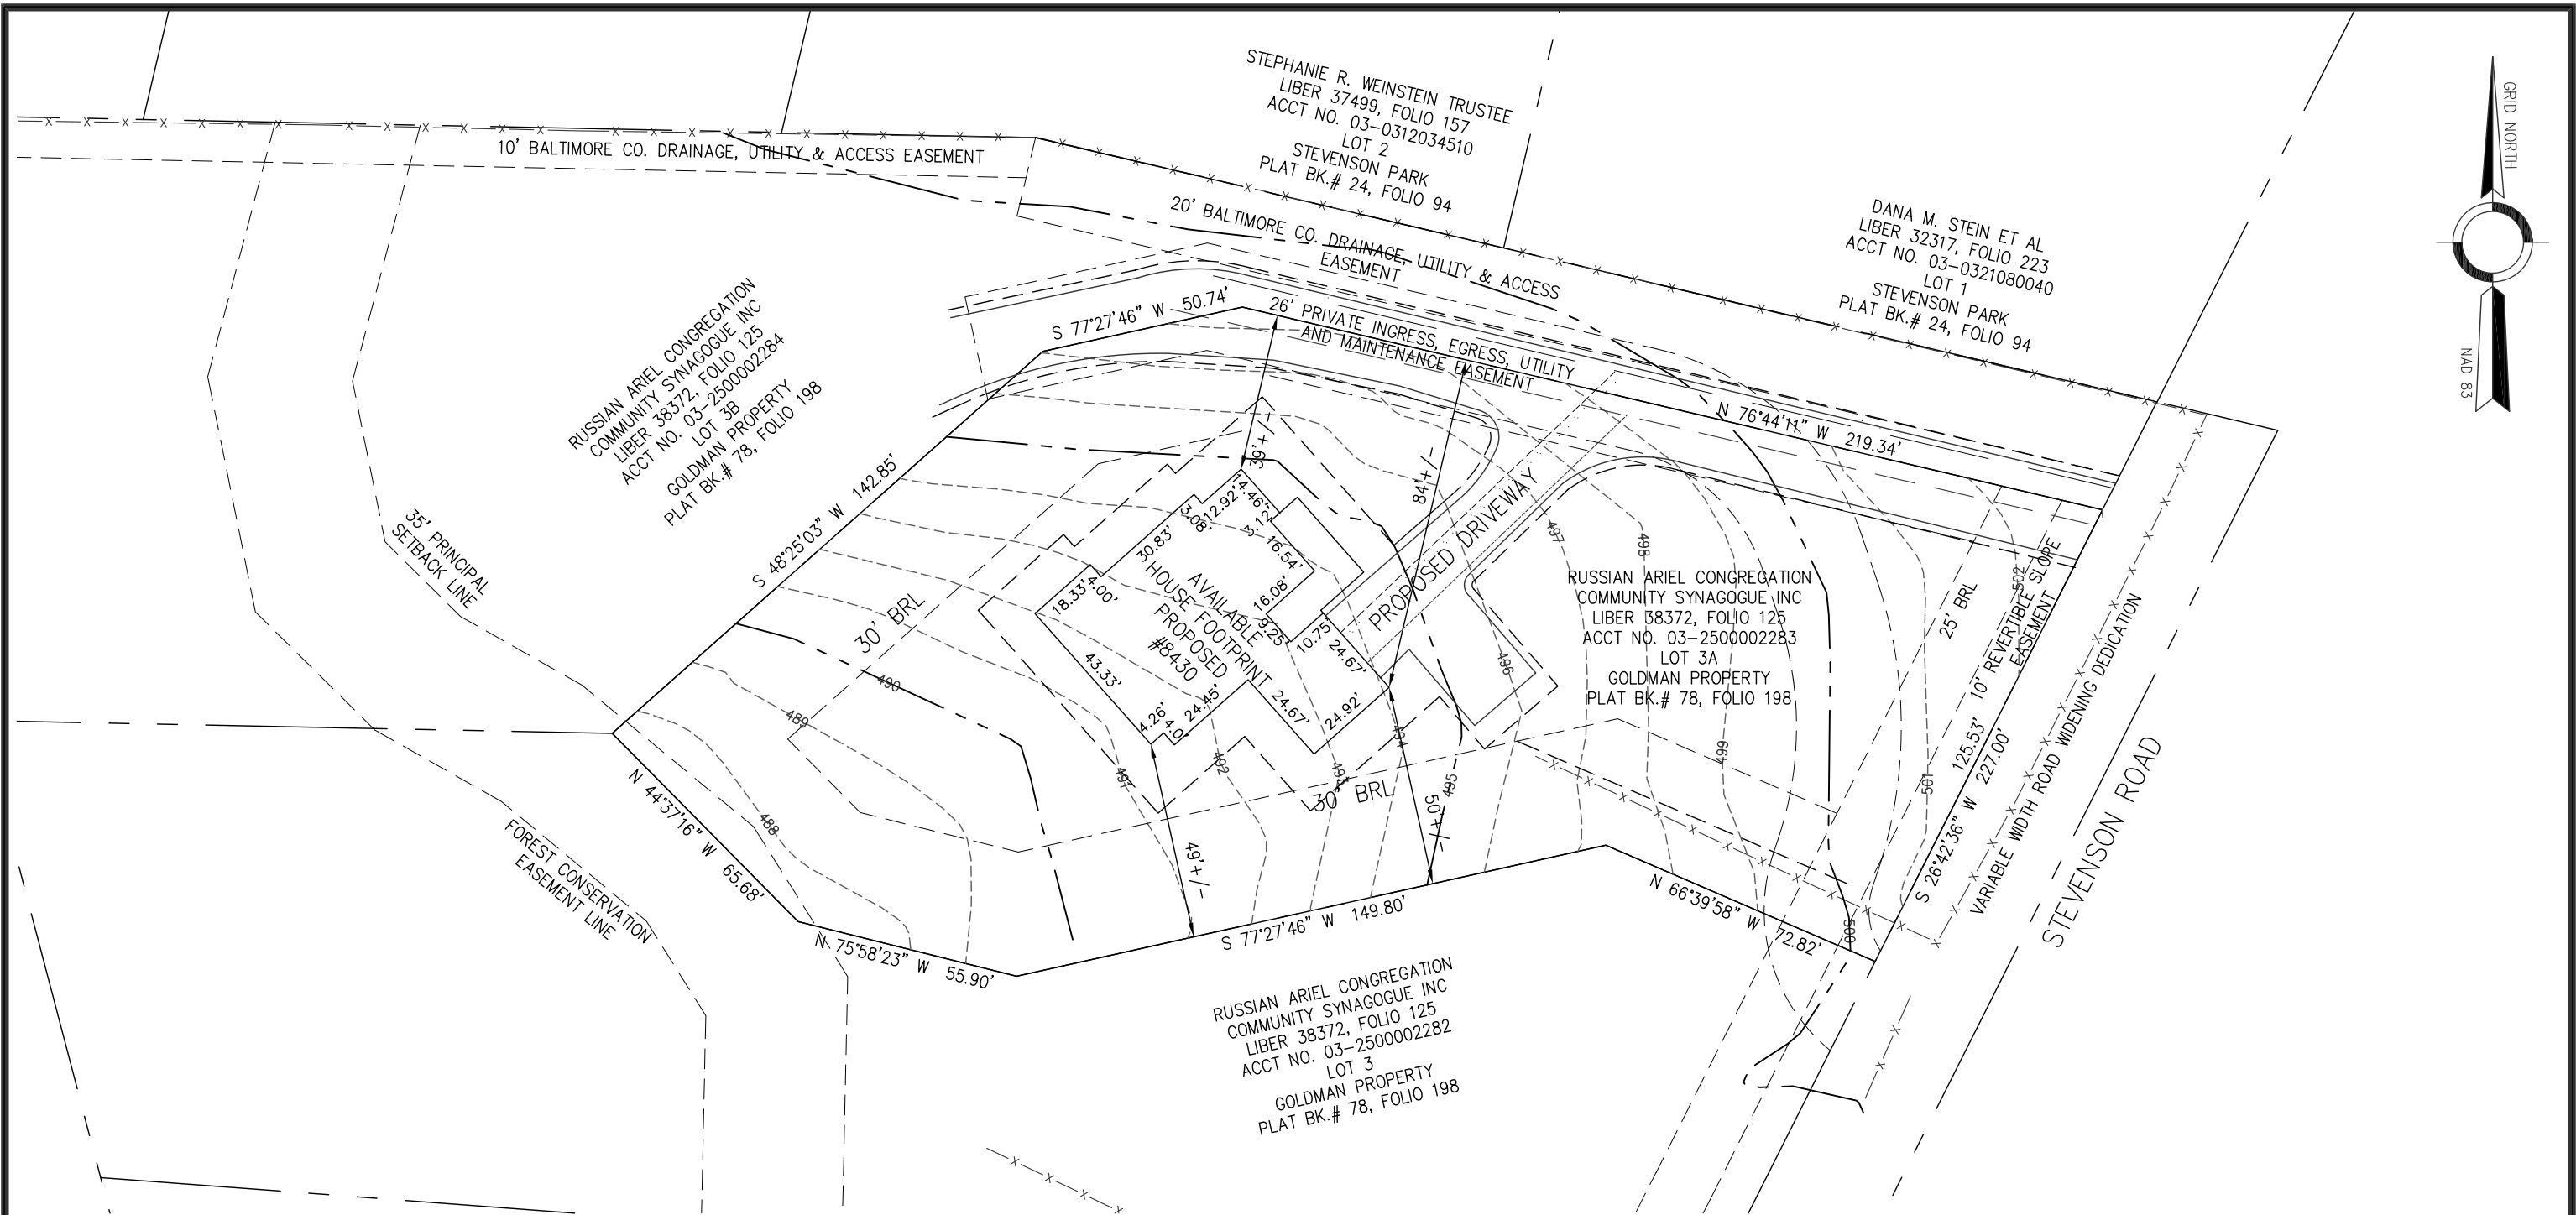 STEPHANIE R. WEINSTEIN TRUSTEE
LIBER 37499, FOLIO 157
ACCT NO. 03-0312034510
LOT 2
STEVENSON PARK
PLAT BK.# 24, FOLIO 94
GRID NORTH
NAD 83
10' BALTIMORE CO. DRAINAGE, UTILITY & ACCESS EASEMENT
20' BALTIMORE CO. DRAINAGE, UTILITY & ACCESS
EASEMENT
DANA M. STEIN ET AL
LIBER 32317, FOLIO 223
ACCT NO. 03-0321080040
LOT 1
STEVENSON PARK
PLAT BK.# 24, FOLIO 94
RUSSIAN ARIEL CONGREGATION
COMMUNITY SYNAGOGUE INC
LIBER 38372, FOLIO 125
ACCT NO. 03-2500002284
LOT 3B
GOLDMAN PROPERTY
PLAT BK.# 78, FOLIO 198
S 77°27'46" W 50.74'
26' PRIVATE INGRESS, EGRESS, UTILITY
AND MAINTENANCE EASEMENT
N 76°44'11" W 219.34'
S 48°25'03" W 142.85'
35' PRINCIPAL
SETBACK LINE
30' BRL
39'+/-
84'+/-
14.46'
12.92'
3.08'
3.12'
16.54'
30.83'
4.00'
18.33'
16.08'
9.25'
10.75'
24.67'
43.33'
4.26'
4.0'
24.45'
24.67'
24.92'
AVAILABLE
HOUSE FOOTPRINT
PROPOSED
#8430
PROPOSED DRIVEWAY
RUSSIAN ARIEL CONGREGATION
COMMUNITY SYNAGOGUE INC
LIBER 38372, FOLIO 125
ACCT NO. 03-2500002283
LOT 3A
GOLDMAN PROPERTY
PLAT BK.# 78, FOLIO 198
25' BRL
10' REVERTIBLE SLOPE
EASEMENT
125.53'
S 26°42'36" W 227.00'
VARIABLE WIDTH ROAD WIDENING DEDICATION
STEVENSON ROAD
488
489
490
491
492
493
494
495
496
497
498
499
500
501
502
30' BRL
49'+/-
50'+/-
N 44°37'16" W 65.68'
FOREST CONSERVATION
EASEMENT LINE
N 75°58'23" W 55.90'
S 77°27'46" W 149.80'
N 66°39'58" W 72.82'
RUSSIAN ARIEL CONGREGATION
COMMUNITY SYNAGOGUE INC
LIBER 38372, FOLIO 125
ACCT NO. 03-2500002282
LOT 3
GOLDMAN PROPERTY
PLAT BK.# 78, FOLIO 198